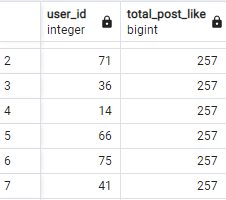 user_id total_post_like
integer bigint
2 71 257
3 36 257
4 14 257
5 66 257
6 75 257
7 41 257